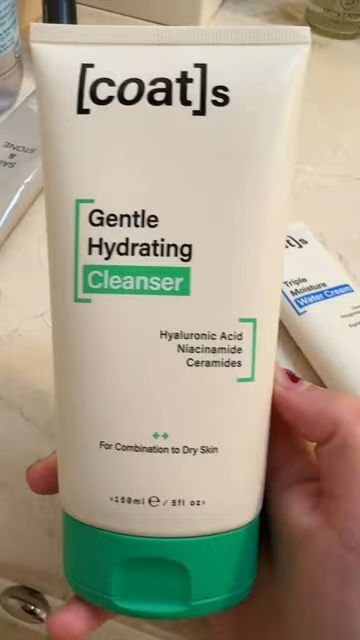 [coat]s
Gentle
Hydrating
Cleanser
Hyaluronic Acid
Niacinamide
Ceramides
++
For Combination to Dry Skin
<150ml ℮ / 5fl oz>
Triple
Moisture
Water Cream